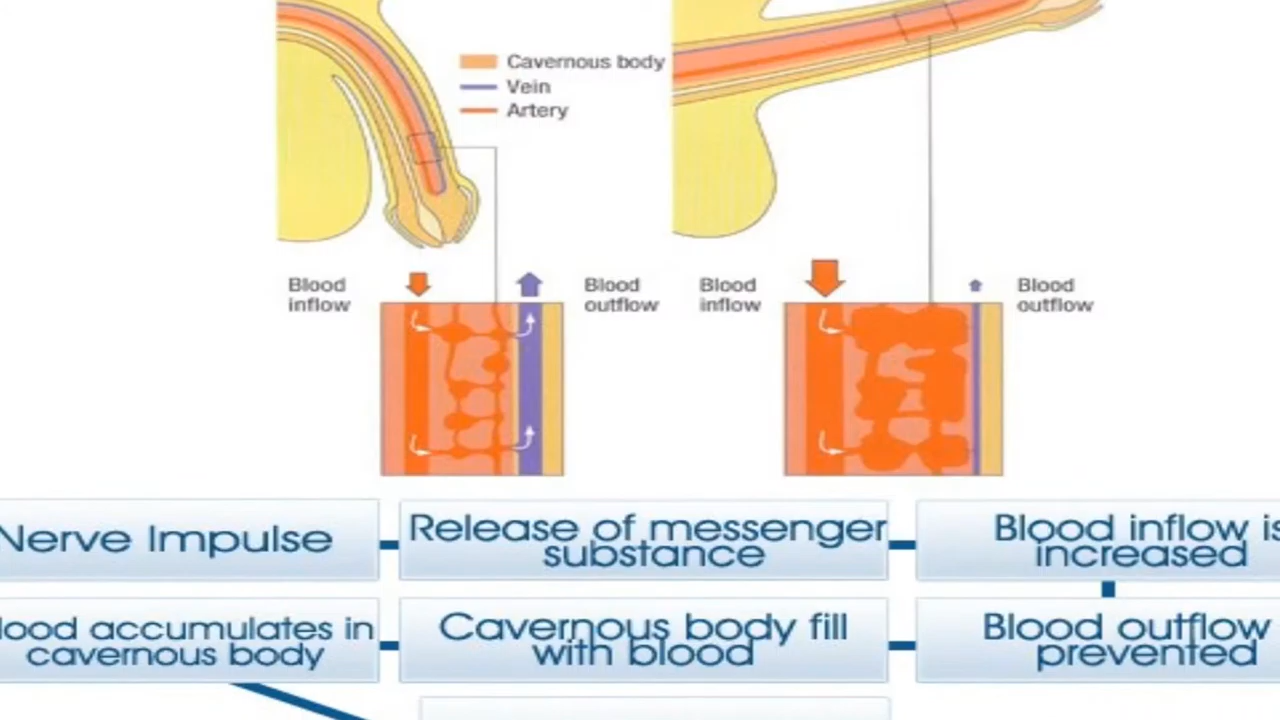 Cavernous body
Vein
Artery
Blood
inflow
Blood
outflow
Blood
inflow
Blood
outflow
Nerve Impulse
Release of messenger
substance
Blood inflow is
increased
lood accumulates in
cavernous body
Cavernous body fill
with blood
Blood outflow
prevented